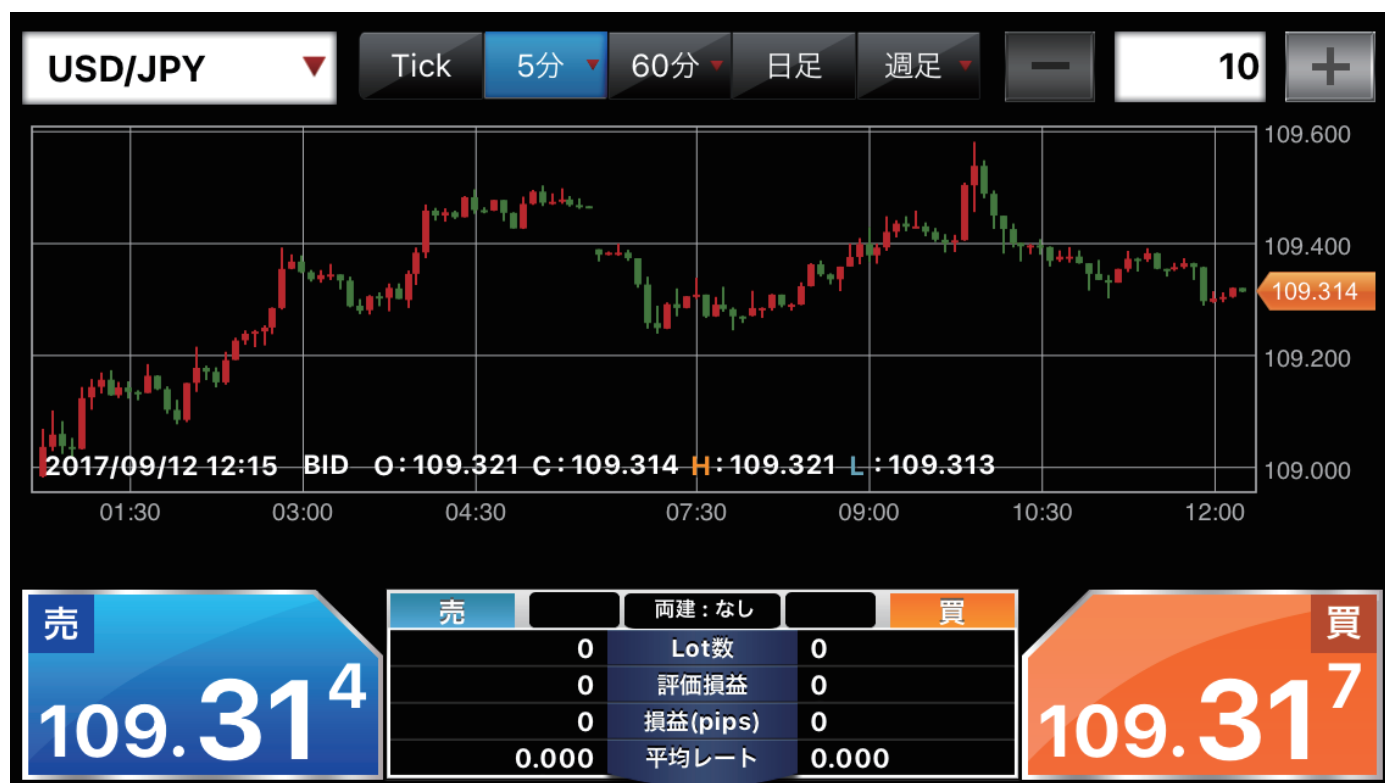 USD/JPY ▼ Tick 5分 ▼ 60分 ▼ 日足 週足 ▼ − 10 +
109.600
109.400
109.314
109.200
2017/09/12 12:15 BID O:109.321 C:109.314 H:109.321 L:109.313
109.000
01:30 03:00 04:30 07:30 09:00 10:30 12:00
売 両建:なし 買
0 Lot数 0
0 評価損益 0
0 損益(pips) 0
0.000 平均レート 0.000
売
109.314
買
109.317